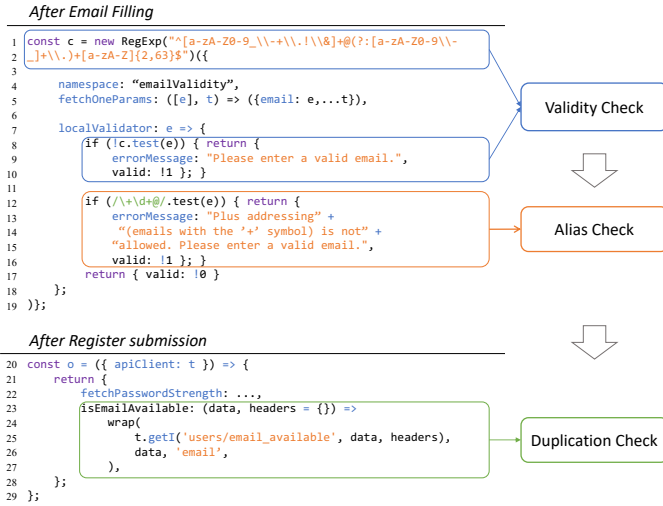 After Email Filling
1 const c = new RegExp("^[a-zA-Z0-9_\\-+\\.!\\&]+@(?:[a-zA-Z0-9\\-
2 _]+\\.)+[a-zA-Z]{2,63}$")({
3
4 namespace: “emailValidity”,
5 fetchOneParams: ([e], t) => ({email: e,...t}),
6
7 localValidator: e => {
8 if (!c.test(e)) { return {
9 errorMessage: "Please enter a valid email.",
10 valid: !1 }; }
11
12 if (/\+\d+@/.test(e)) { return {
13 errorMessage: "Plus addressing” +
14 “(emails with the ’+’ symbol) is not” +
15 “allowed. Please enter a valid email.",
16 valid: !1 }; }
17 return { valid: !0 }
18 };
19 )};
Validity Check
Alias Check
After Register submission
20 const o = ({ apiClient: t }) => {
21 return {
22 fetchPasswordStrength: ...,
23 isEmailAvailable: (data, headers = {}) =>
24 wrap(
25 t.getI('users/email_available', data, headers),
26 data, 'email’,
27 ),
28 };
29 };
Duplication Check